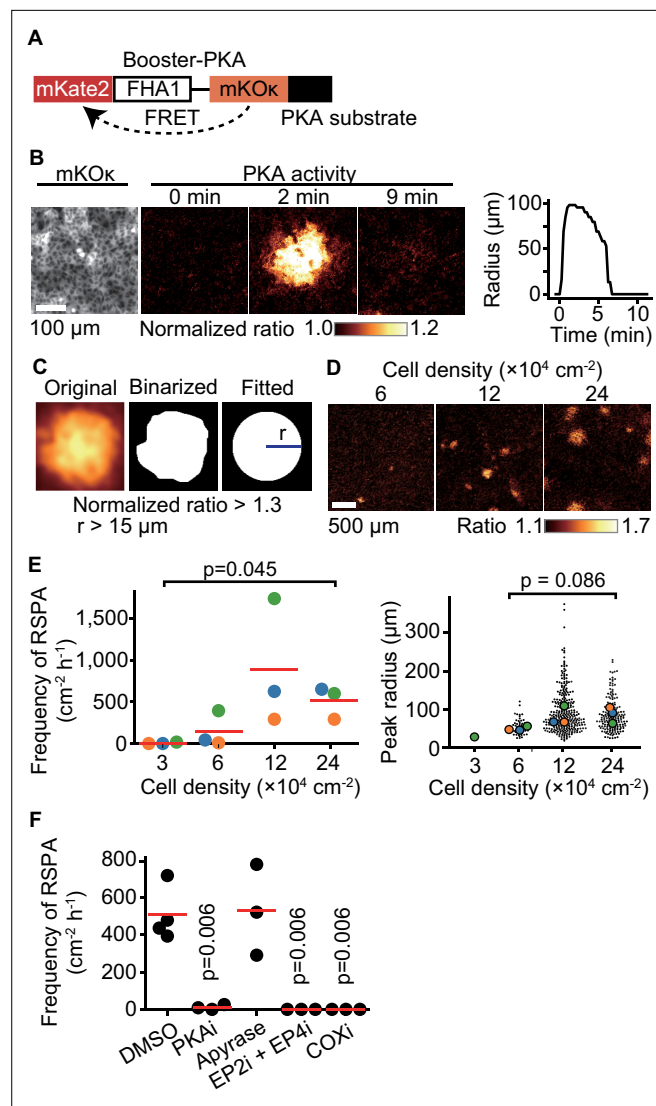 A
Booster-PKA
mKate2 FHA1 mKOκ
FRET PKA substrate
B
mKOκ PKA activity
0 min 2 min 9 min
100 µm Normalized ratio 1.0 1.2
Radius (µm)
100
50
0
0 5 10
Time (min)
C
Original Binarized Fitted
r
Normalized ratio > 1.3
r > 15 µm
D
Cell density (×10⁴ cm⁻²)
6 12 24
500 µm Ratio 1.1 1.7
E
p=0.045
Frequency of RSPA
(cm⁻² h⁻¹)
1,500
1,000
500
0
3 6 12 24
Cell density (×10⁴ cm⁻²)
p = 0.086
Peak radius (µm)
300
200
100
0
3 6 12 24
Cell density (×10⁴ cm⁻²)
F
Frequency of RSPA
(cm⁻² h⁻¹)
800
600
400
200
0
p=0.006
p=0.006
p=0.006
DMSO
PKAi
Apyrase
EP2i + EP4i
COXi